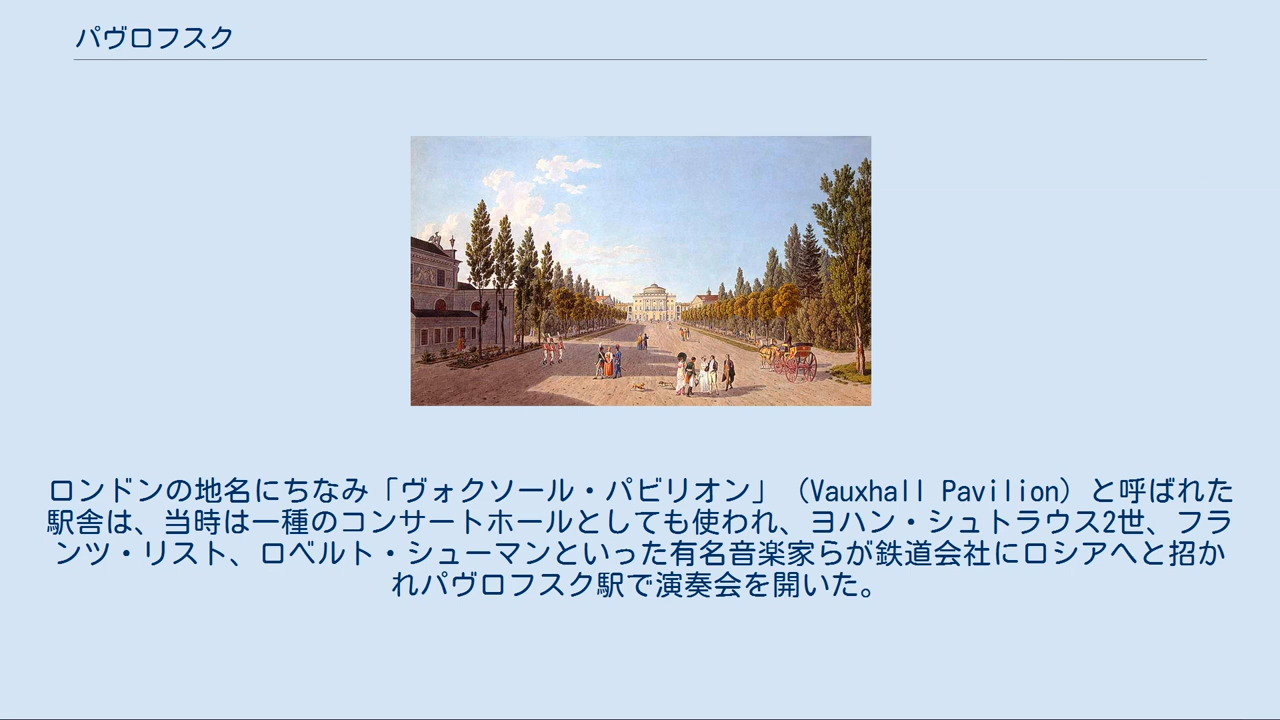 パヴロフスク
ロンドンの地名にちなみ「ヴォクソール・パビリオン」（Vauxhall Pavilion）と呼ばれた
駅舎は、当時は一種のコンサートホールとしても使われ、ヨハン・シュトラウス2世、フラ
ンツ・リスト、ロベルト・シューマンといった有名音楽家らが鉄道会社にロシアへと招か
れパヴロフスク駅で演奏会を開いた。